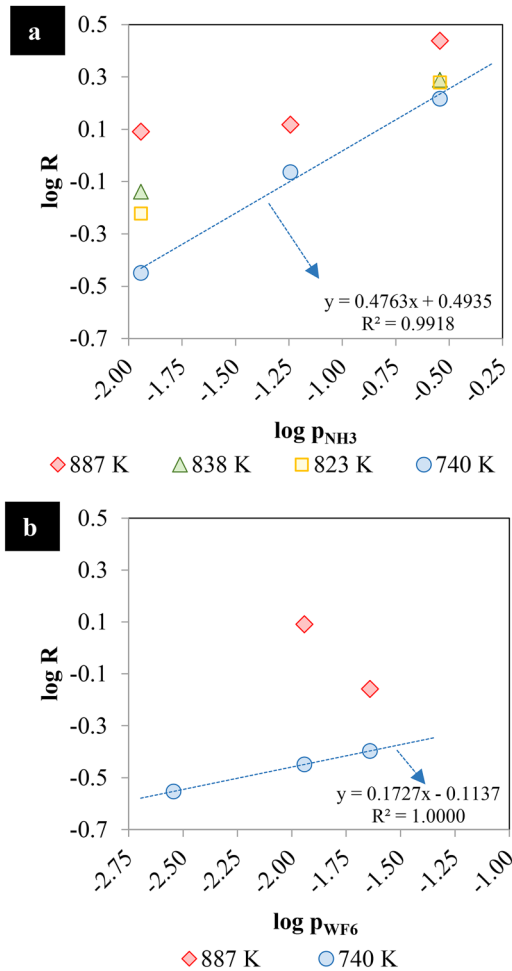 a
0.5
0.3
0.1
-0.1
-0.3
-0.5
-0.7
log R
y = 0.4763x + 0.4935
R² = 0.9918
-2.00 -1.75 -1.50 -1.25 -1.00 -0.75 -0.50 -0.25
log pNH3
887 K 838 K 823 K 740 K
b
0.5
0.3
0.1
-0.1
-0.3
-0.5
-0.7
log R
y = 0.1727x - 0.1137
R² = 1.0000
-2.75 -2.50 -2.25 -2.00 -1.75 -1.50 -1.25 -1.00
log pWF6
887 K 740 K